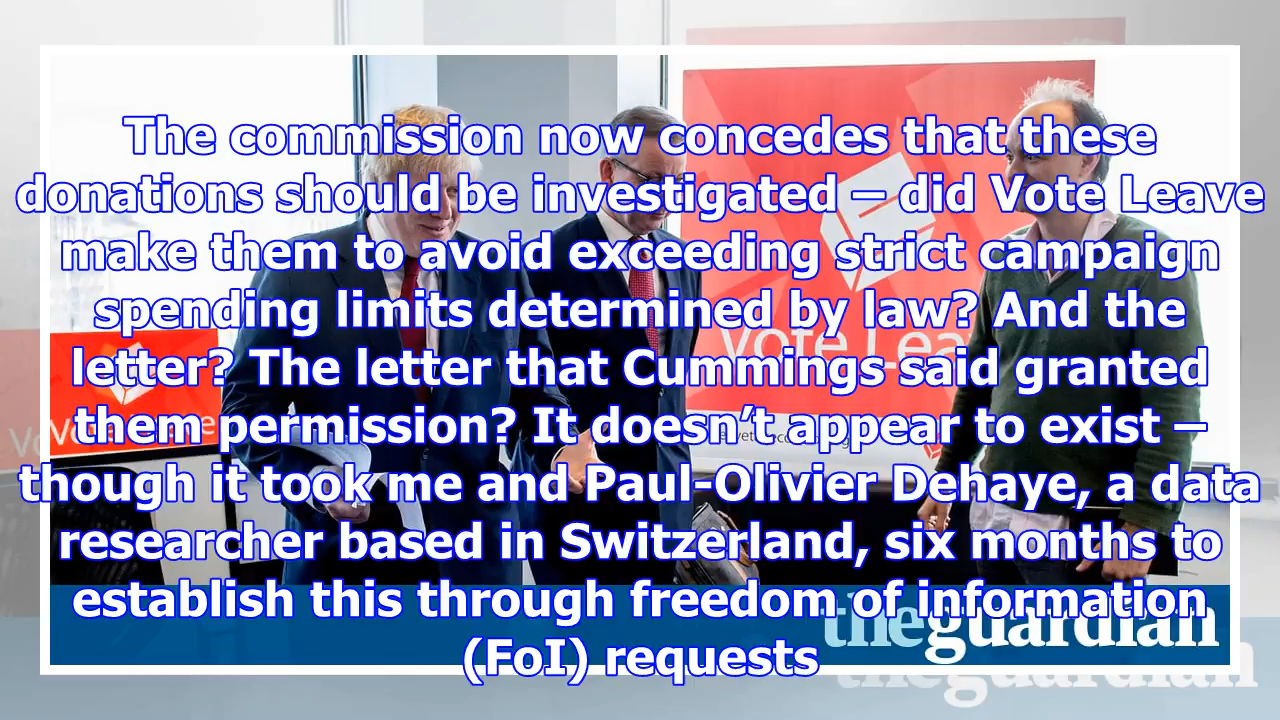 The commission now concedes that these
donations should be investigated – did Vote Leave
make them to avoid exceeding strict campaign
spending limits determined by law? And the
letter? The letter that Cummings said granted
them permission? It doesn’t appear to exist –
though it took me and Paul-Olivier Dehaye, a data
researcher based in Switzerland, six months to
establish this through freedom of information
(FoI) requests
Vote Lea
theguardian
theguardian